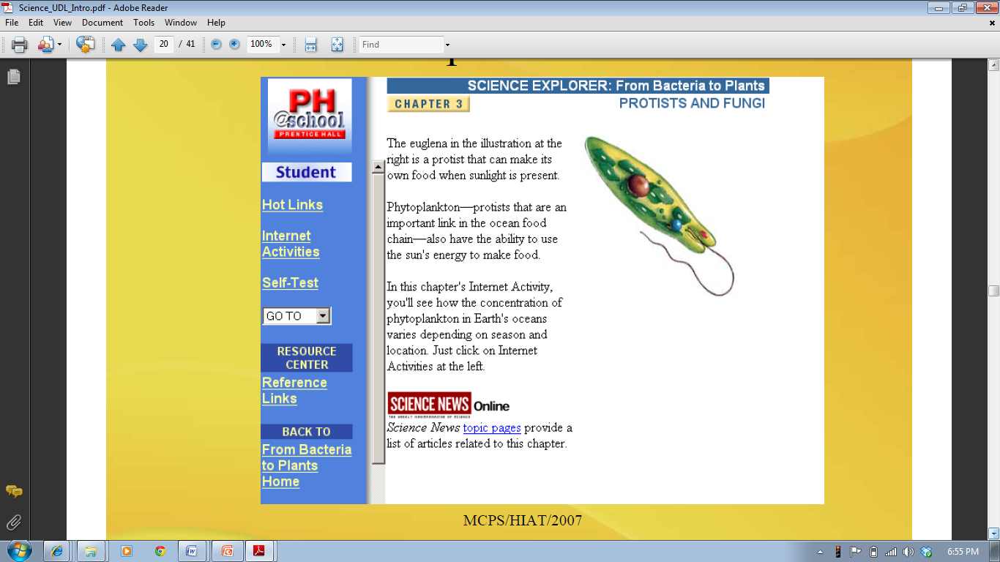 Science_UDL_Intro.pdf - Adobe Reader
File Edit View Document Tools Window Help
20 / 41 100% Find
PH
@school
PRENTICE HALL
Student
Hot Links
Internet
Activities
Self-Test
GO TO
RESOURCE
CENTER
Reference
Links
BACK TO
From Bacteria
to Plants
Home
SCIENCE EXPLORER: From Bacteria to Plants
CHAPTER 3 PROTISTS AND FUNGI
The euglena in the illustration at the
right is a protist that can make its
own food when sunlight is present.
Phytoplankton—protists that are an
important link in the ocean food
chain—also have the ability to use
the sun's energy to make food.
In this chapter's Internet Activity,
you'll see how the concentration of
phytoplankton in Earth's oceans
varies depending on season and
location. Just click on Internet
Activities at the left.
SCIENCE NEWS Online
THE WEEKLY NEWSMAGAZINE OF SCIENCE
Science News topic pages provide a
list of articles related to this chapter.
MCPS/HIAT/2007
6:55 PM